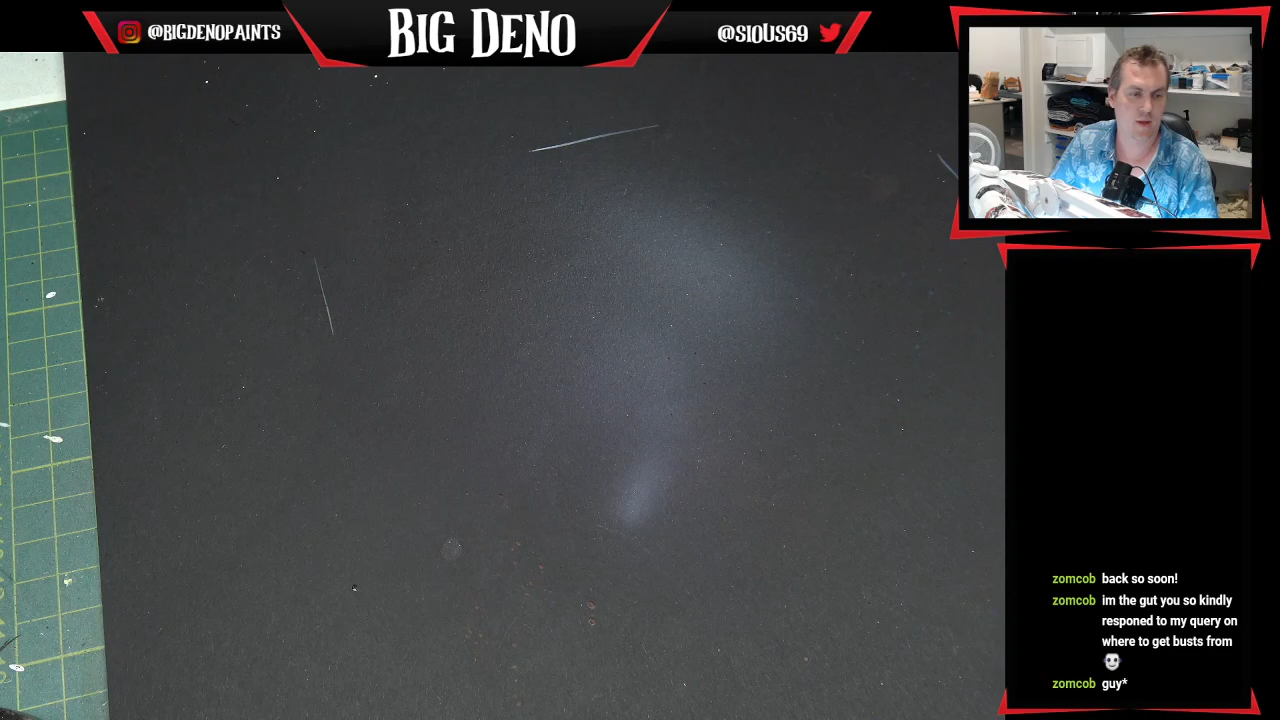 @BIGDENOPAINTS
BIG DENO
@SIOUS69
zomcob back so soon!
zomcob im the gut you so kindly
responed to my query on
where to get busts from
zomcob guy*